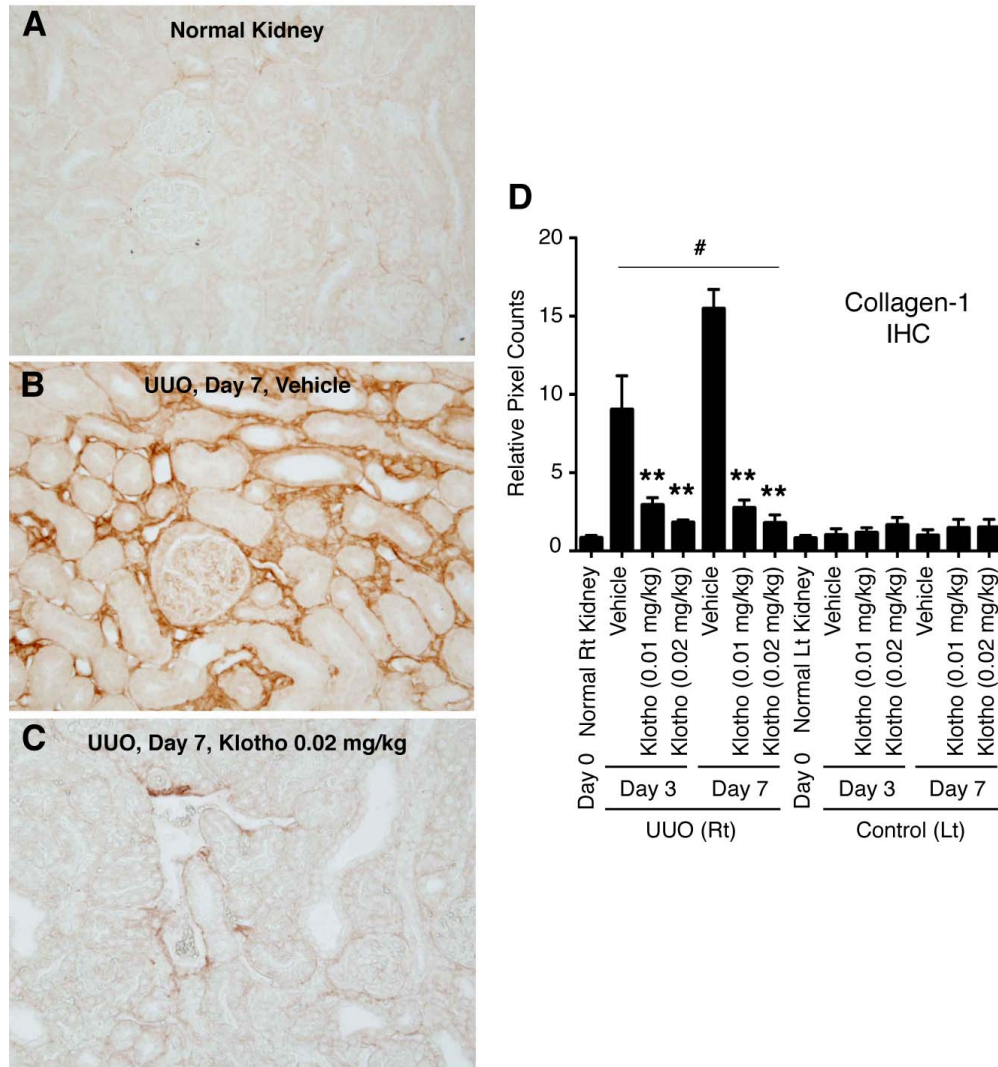 A
Normal Kidney
B
UUO, Day 7, Vehicle
C
UUO, Day 7, Klotho 0.02 mg/kg
D
Relative Pixel Counts
20
15
10
5
0
#
Collagen-1
IHC
**
**
**
**
Day 0 Normal Rt Kidney
Vehicle
Klotho (0.01 mg/kg)
Klotho (0.02 mg/kg)
Vehicle
Klotho (0.01 mg/kg)
Klotho (0.02 mg/kg)
Day 0 Normal Lt Kidney
Vehicle
Klotho (0.01 mg/kg)
Klotho (0.02 mg/kg)
Vehicle
Klotho (0.01 mg/kg)
Klotho (0.02 mg/kg)
Day 3
Day 7
Day 3
Day 7
UUO (Rt)
Control (Lt)